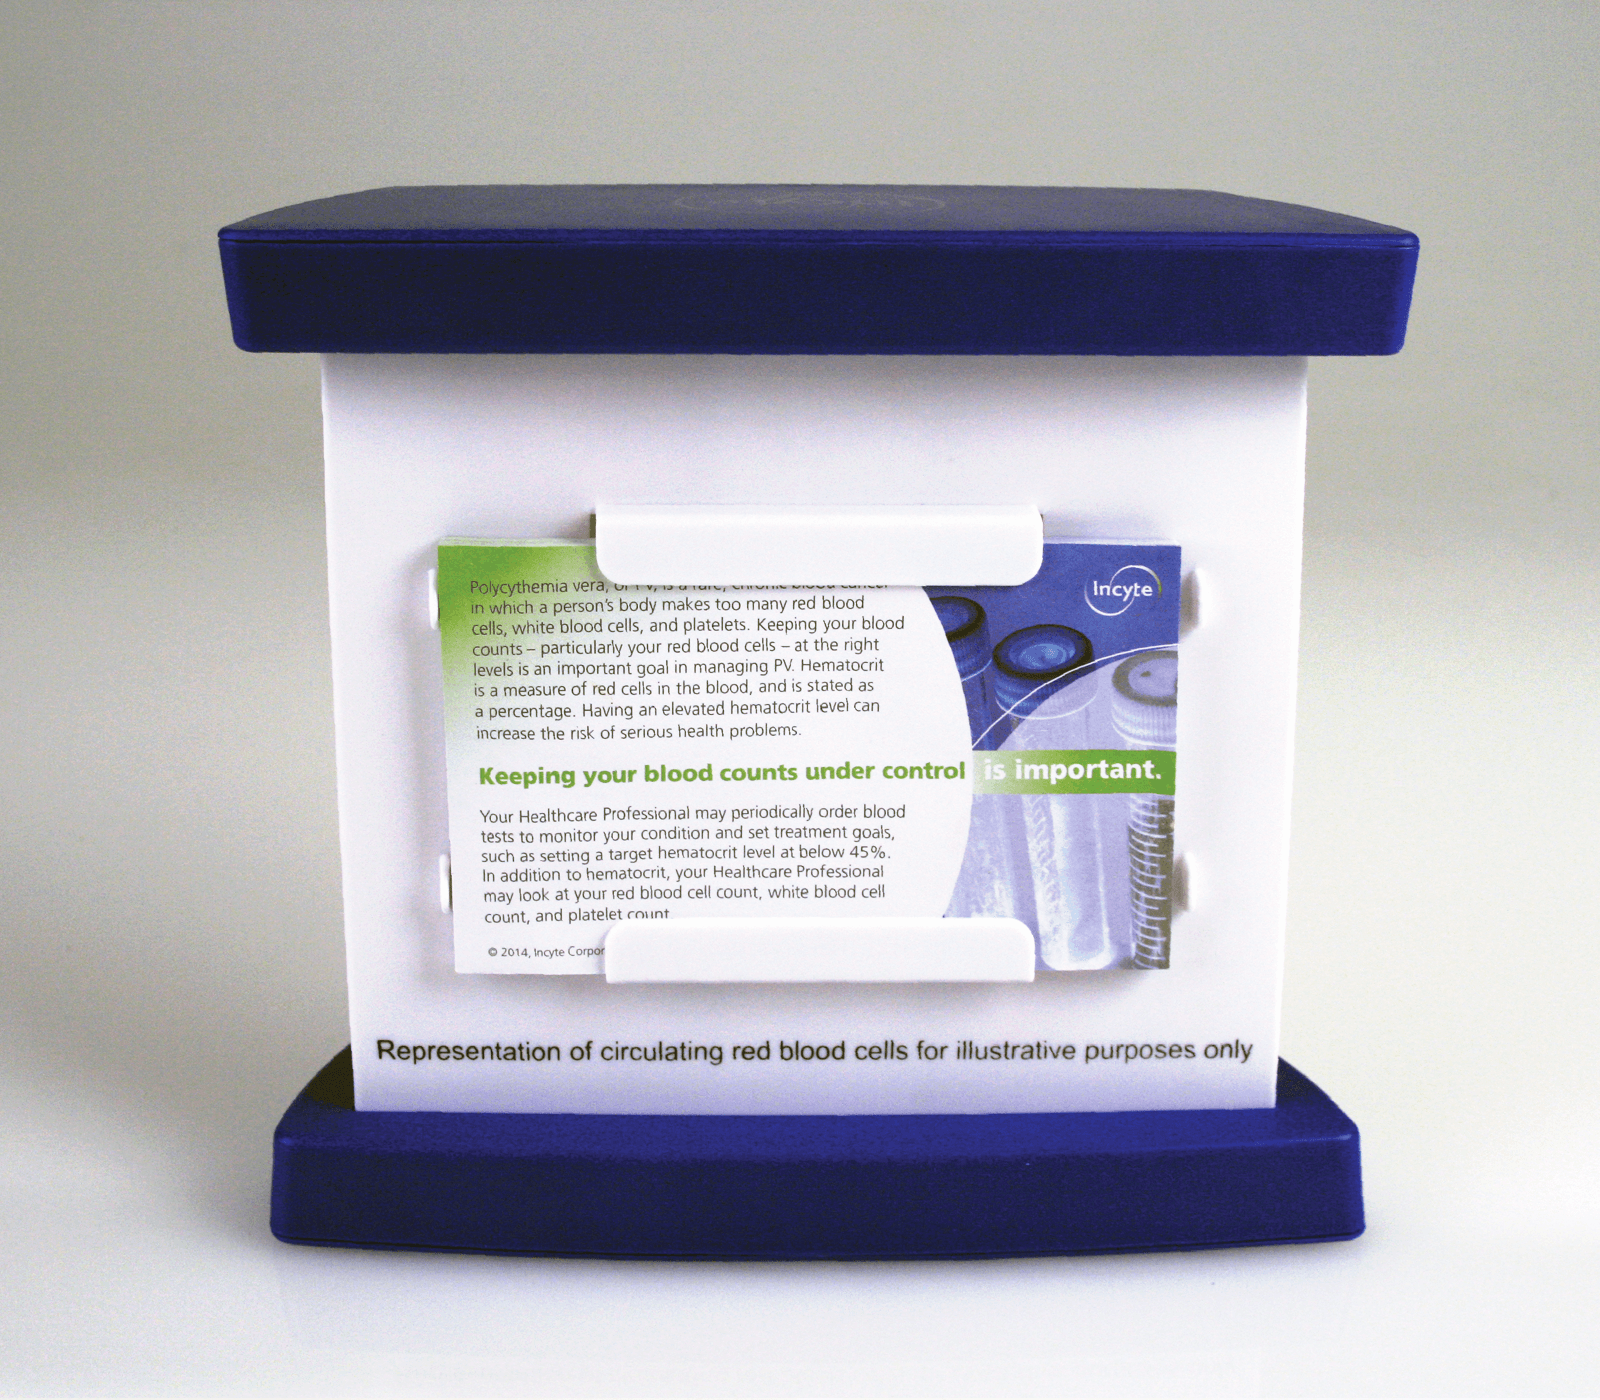 Polycythemia vera, or PV, is a rare, chronic blood cancer
in which a person's body makes too many red blood
cells, white blood cells, and platelets. Keeping your blood
counts – particularly your red blood cells – at the right
levels is an important goal in managing PV. Hematocrit
is a measure of red cells in the blood, and is stated as
a percentage. Having an elevated hematocrit level can
increase the risk of serious health problems.
Incyte
Keeping your blood counts under control is important.
Your Healthcare Professional may periodically order blood
tests to monitor your condition and set treatment goals,
such as setting a target hematocrit level at below 45%.
In addition to hematocrit, your Healthcare Professional
may look at your red blood cell count, white blood cell
count, and platelet count.
© 2014, Incyte Corpor
Representation of circulating red blood cells for illustrative purposes only